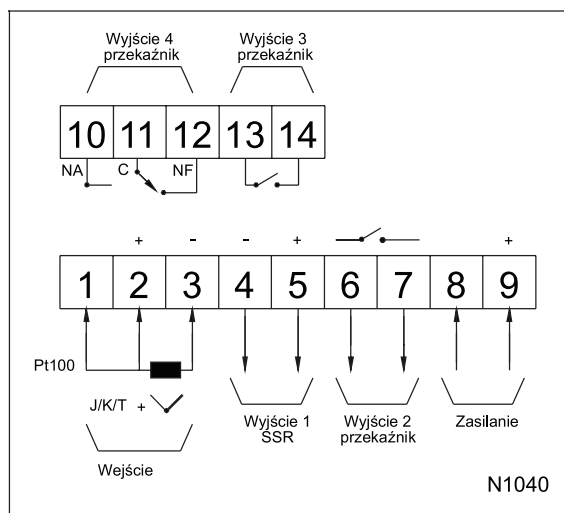 Wyjście 4
przekaźnik
Wyjście 3
przekaźnik
10 11 12 13 14
NA C NF
+ - - + +
1 2 3 4 5 6 7 8 9
Pt100
J/K/T +
Wejście
Wyjście 1
SSR
Wyjście 2
przekaźnik
Zasilanie
N1040